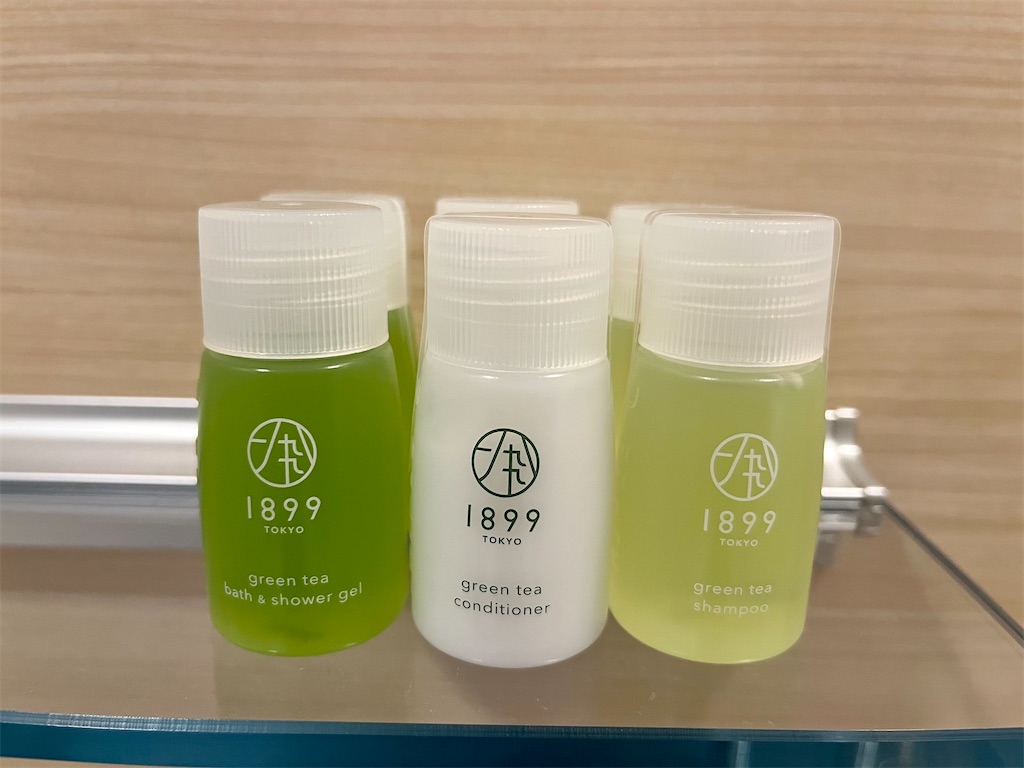 1899
TOKYO
green tea
bath & shower gel
1899
TOKYO
green tea
conditioner
1899
TOKYO
green tea
shampoo